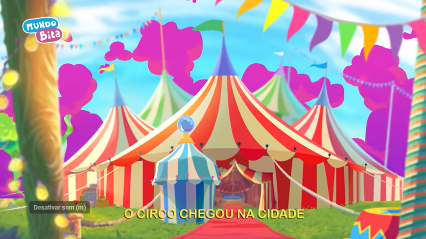 MUNDO
Bita
Desativar som (m)
O CIRCO CHEGOU NA CIDADE